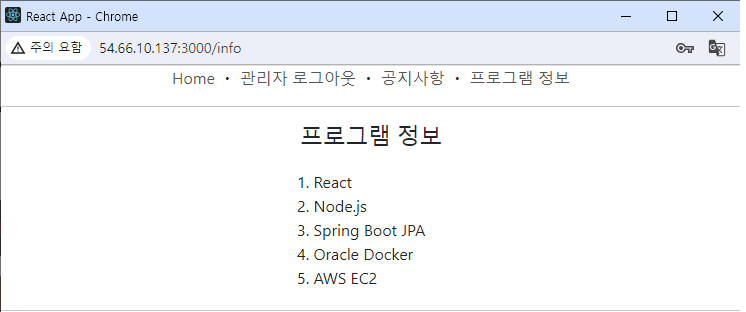 React App - Chrome
주의 요함 54.66.10.137:3000/info
Home • 관리자 로그아웃 • 공지사항 • 프로그램 정보
프로그램 정보
1. React
2. Node.js
3. Spring Boot JPA
4. Oracle Docker
5. AWS EC2